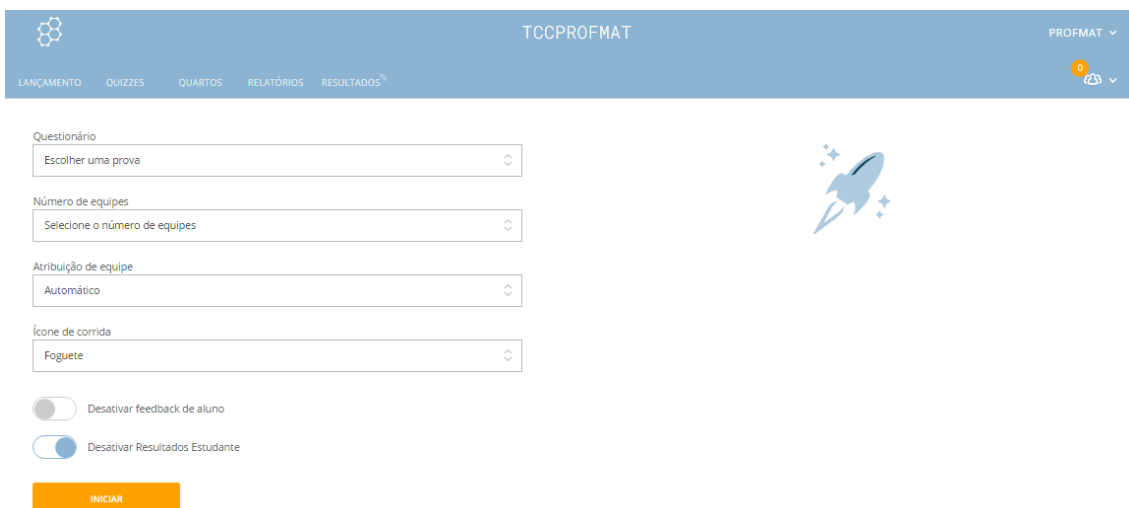 TCCPROFMAT
PROFMAT
LANÇAMENTO QUIZZES QUARTOS RELATÓRIOS RESULTADOS
0
Questionário
Escolher uma prova
Número de equipes
Selecione o número de equipes
Atribuição de equipe
Automático
Ícone de corrida
Foguete
Desativar feedback de aluno
Desativar Resultados Estudante
INICIAR